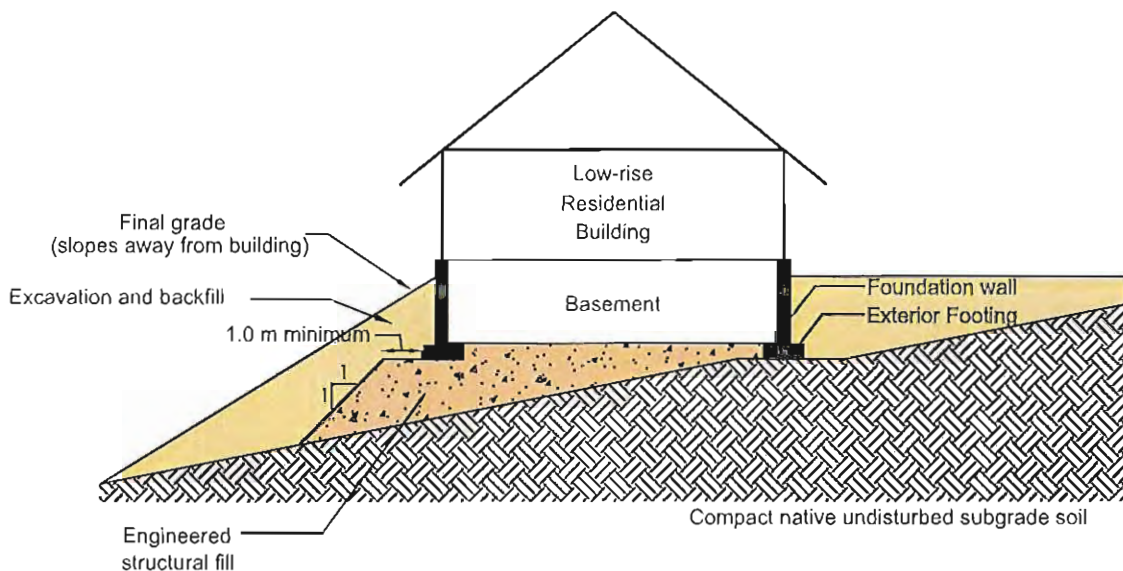 Low-rise
Residential
Building
Final grade
(slopes away from building)
Excavation and backfill
1.0 m minimum
Basement
Foundation wall
Exterior Footing
1
1
Engineered
structural fill
Compact native undisturbed subgrade soil